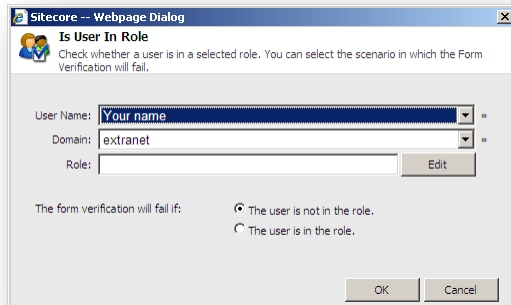 Sitecore -- Webpage Dialog
Is User In Role
Check whether a user is in a selected role. You can select the scenario in which the Form
Verification will fail.
User Name: Your name *
Domain: extranet *
Role: Edit
The form verification will fail if: The user is not in the role.
The user is in the role.
OK Cancel